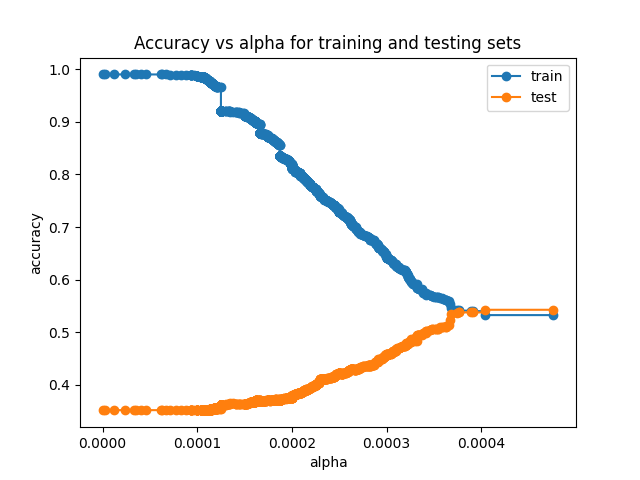 Accuracy vs alpha for training and testing sets
1.0
0.9
0.8
0.7
0.6
0.5
0.4
accuracy
train
test
0.0000 0.0001 0.0002 0.0003 0.0004
alpha